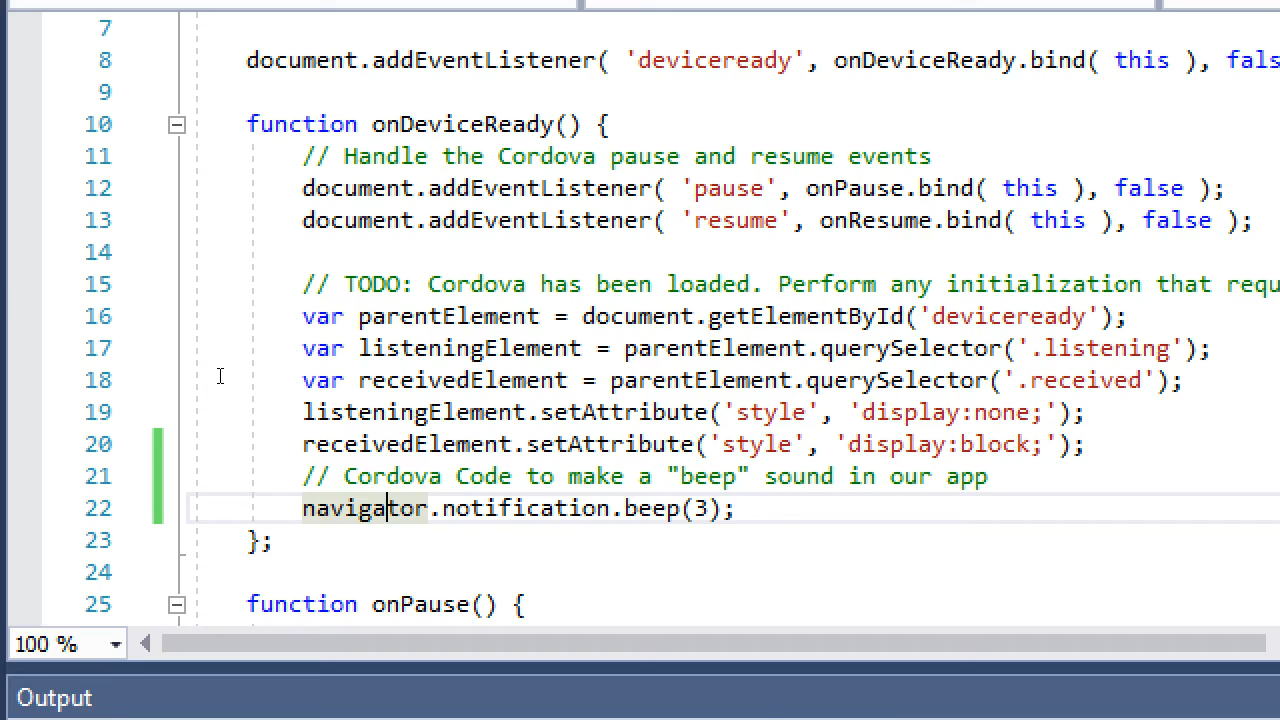 7
8 document.addEventListener( 'deviceready', onDeviceReady.bind( this ), fals
9
10 function onDeviceReady() {
11 // Handle the Cordova pause and resume events
12 document.addEventListener( 'pause', onPause.bind( this ), false );
13 document.addEventListener( 'resume', onResume.bind( this ), false );
14
15 // TODO: Cordova has been loaded. Perform any initialization that requ
16 var parentElement = document.getElementById('deviceready');
17 var listeningElement = parentElement.querySelector('.listening');
18 var receivedElement = parentElement.querySelector('.received');
19 listeningElement.setAttribute('style', 'display:none;');
20 receivedElement.setAttribute('style', 'display:block;');
21 // Cordova Code to make a "beep" sound in our app
22 navigator.notification.beep(3);
23 };
24
25 function onPause() {
100 %
Output